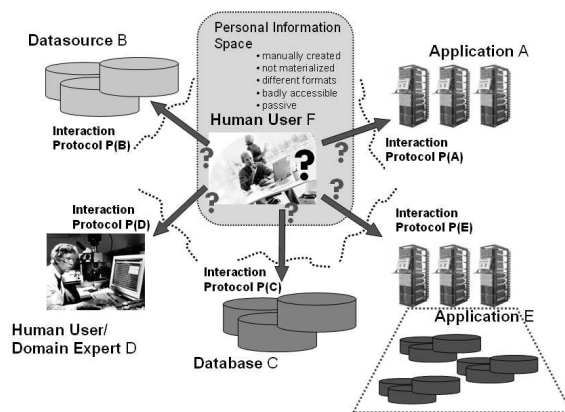 Personal Information
Space
• manually created
• not materialized
• different formats
• badly accessible
• passive
Human User F
Datasource B
Interaction
Protocol P(B)
Application A
Interaction
Protocol P(A)
Interaction
Protocol P(D)
Human User/
Domain Expert D
Interaction
Protocol P(C)
Database C
Interaction
Protocol P(E)
Application E
?
?
?
?
?
?